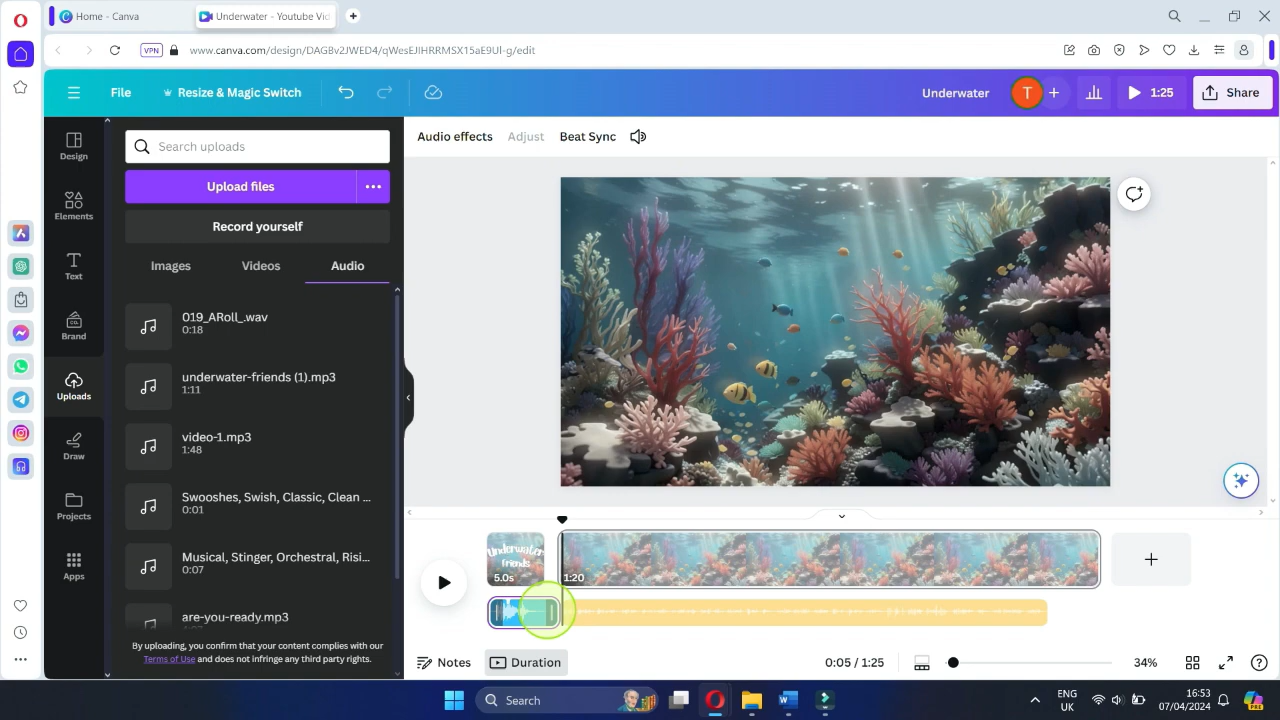 Home - Canva
Underwater - Youtube Vid
VPN
www.canva.com/design/DAGBv2JWED4/qWesEJIHRRMSX15aE9UI-g/edit
File
Resize & Magic Switch
Underwater
T
1:25
Share
Design
Elements
Text
Brand
Uploads
Draw
Projects
Apps
Search uploads
Upload files
Record yourself
Images
Videos
Audio
019_ARoll_.wav
0:18
underwater-friends (1).mp3
1:11
video-1.mp3
1:48
Swooshes, Swish, Classic, Clean ...
0:01
Musical, Stinger, Orchestral, Risi...
0:07
are-you-ready.mp3
By uploading, you confirm that your content complies with our
Terms of Use and does not infringe any third party rights.
Audio effects
Adjust
Beat Sync
Underwater
Friends
5.0s
1:20
Notes
Duration
0:05 / 1:25
34%
Search
ENG
UK
16:53
07/04/2024